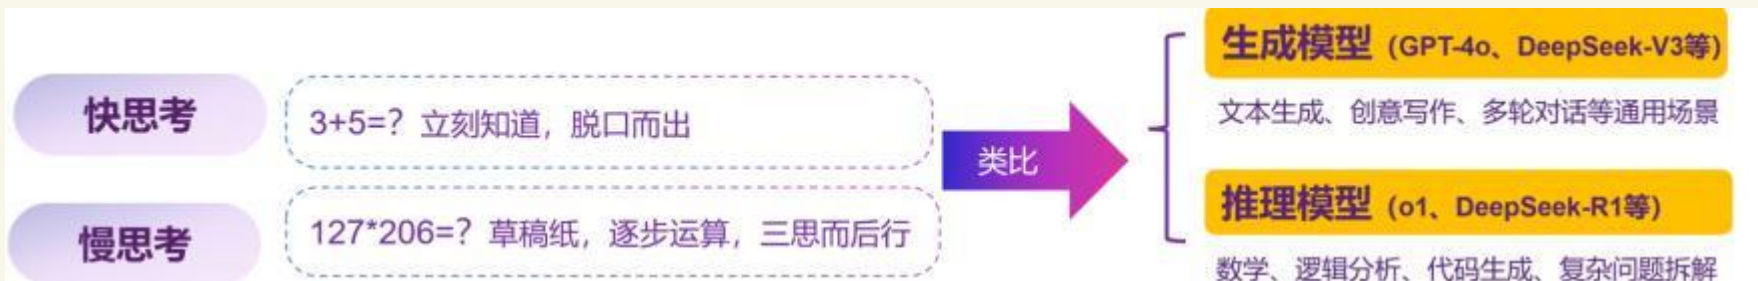 快思考
3+5=? 立刻知道，脱口而出
慢思考
127*206=? 草稿纸，逐步运算，三思而后行
类比
生成模型（GPT-4o、DeepSeek-V3等）
文本生成、创意写作、多轮对话等通用场景
推理模型（o1、DeepSeek-R1等）
数学、逻辑分析、代码生成、复杂问题拆解